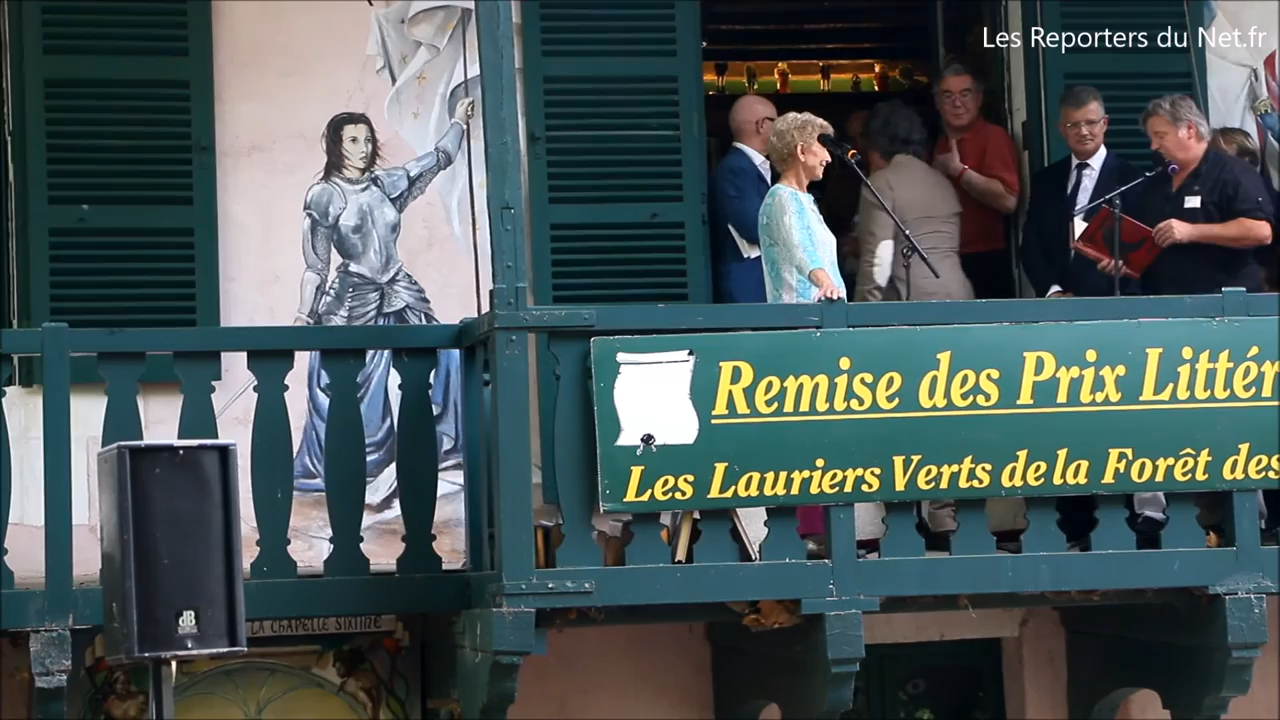 Les Reporters du Net.fr
Remise des Prix Littér
Les Lauriers Verts de la Forêt des
dB
LA CHAPELLE SIXTINE